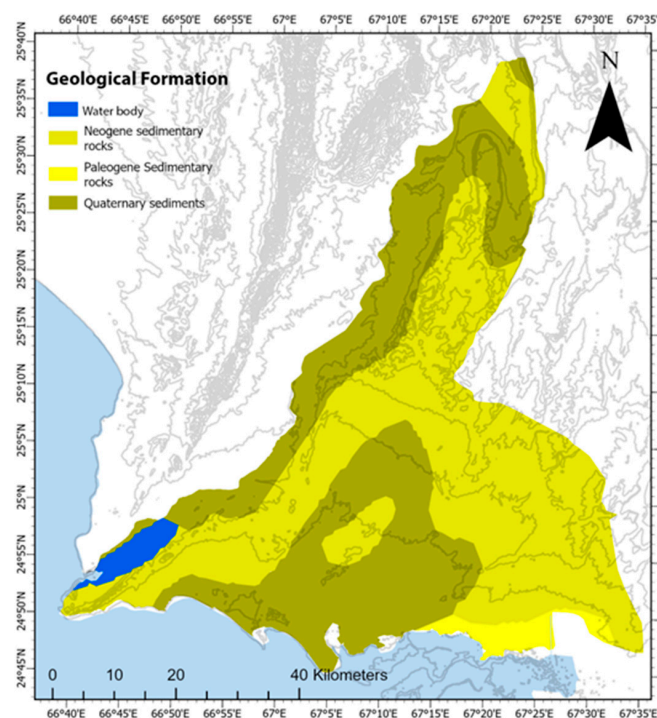 66°40'E 66°45'E 66°50'E 66°55'E 67°E 67°5'E 67°10'E 67°15'E 67°20'E 67°25'E 67°30'E 67°35'
25°40'N
25°35'N
25°30'N
25°25'N
25°20'N
25°15'N
25°10'N
25°5'N
25°N
24°55'N
24°50'N
24°45'N
Geological Formation
Water body
Neogene sedimentary
rocks
Paleogene Sedimentary
rocks
Quaternary sediments
N
0 10 20 40 Kilometers
66°40'E 66°45'E 66°50'E 66°55'E 67°E 67°5'E 67°10'E 67°15'E 67°20'E 67°25'E 67°30'E